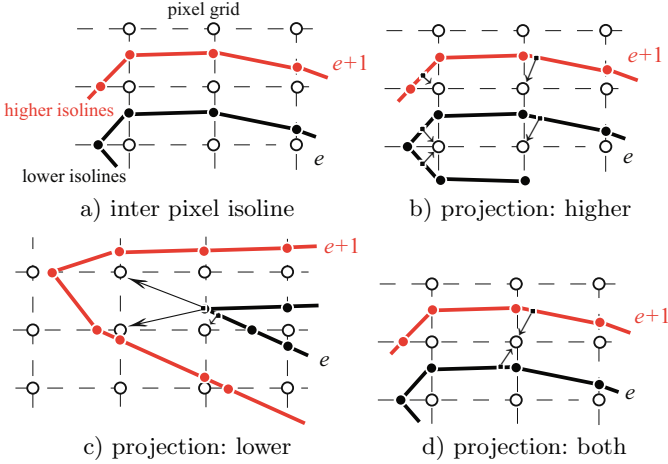 pixel grid
e+1
higher isolines
lower isolines
e
a) inter pixel isoline
e+1
e
b) projection: higher
e+1
e
c) projection: lower
e+1
e
d) projection: both